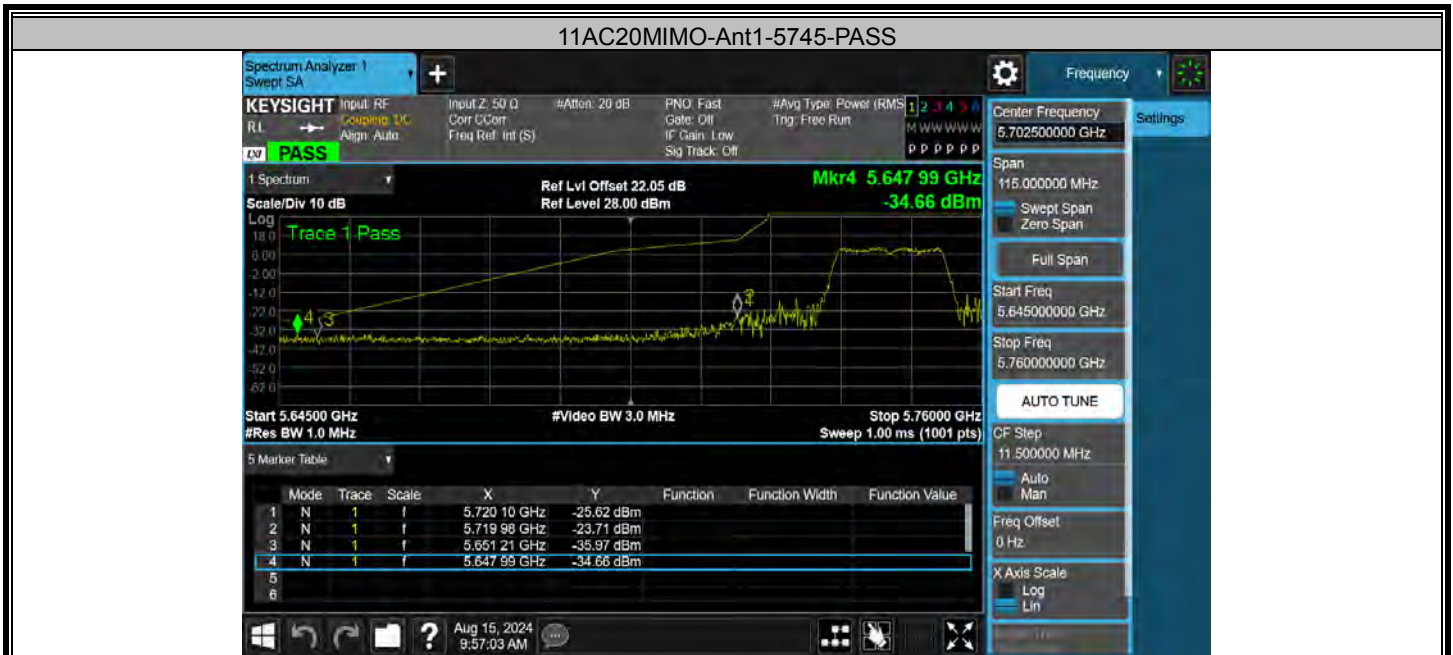 11AC20MIMO-Ant1-5745-PASS
Spectrum Analyzer 1
Swept SA
+
Frequency
KEYSIGHT
RL
LXI PASS
Input: RF
Coupling: DC
Align: Auto
Input Z: 50 Ω
Corr CCorr
Freq Ref: Int (S)
#Atten: 20 dB
PNO: Fast
Gate: Off
IF Gain: Low
Sig Track: Off
#Avg Type: Power (RMS
Trig: Free Run
1 2 3 4 5 6
M W W W W W
P P P P P P
1 Spectrum
Scale/Div 10 dB
Ref Lvl Offset 22.05 dB
Ref Level 28.00 dBm
Mkr4 5.647 99 GHz
-34.66 dBm
Log
Trace 1 Pass
18.0
8.00
-2.00
-12.0
-22.0
-32.0
-42.0
-52.0
-62.0
4
3
2
Start 5.64500 GHz
#Video BW 3.0 MHz
Stop 5.76000 GHz
#Res BW 1.0 MHz
Sweep 1.00 ms (1001 pts)
5 Marker Table
Mode Trace Scale X Y Function Function Width Function Value
1 N 1 f 5.720 10 GHz -25.62 dBm
2 N 1 f 5.719 98 GHz -23.71 dBm
3 N 1 f 5.651 21 GHz -35.97 dBm
4 N 1 f 5.647 99 GHz -34.66 dBm
5
6
Aug 15, 2024
9:57:03 AM
Center Frequency
5.702500000 GHz
Settings
Span
115.000000 MHz
Swept Span
Zero Span
Full Span
Start Freq
5.645000000 GHz
Stop Freq
5.760000000 GHz
AUTO TUNE
CF Step
11.500000 MHz
Auto
Man
Freq Offset
0 Hz
X Axis Scale
Log
Lin